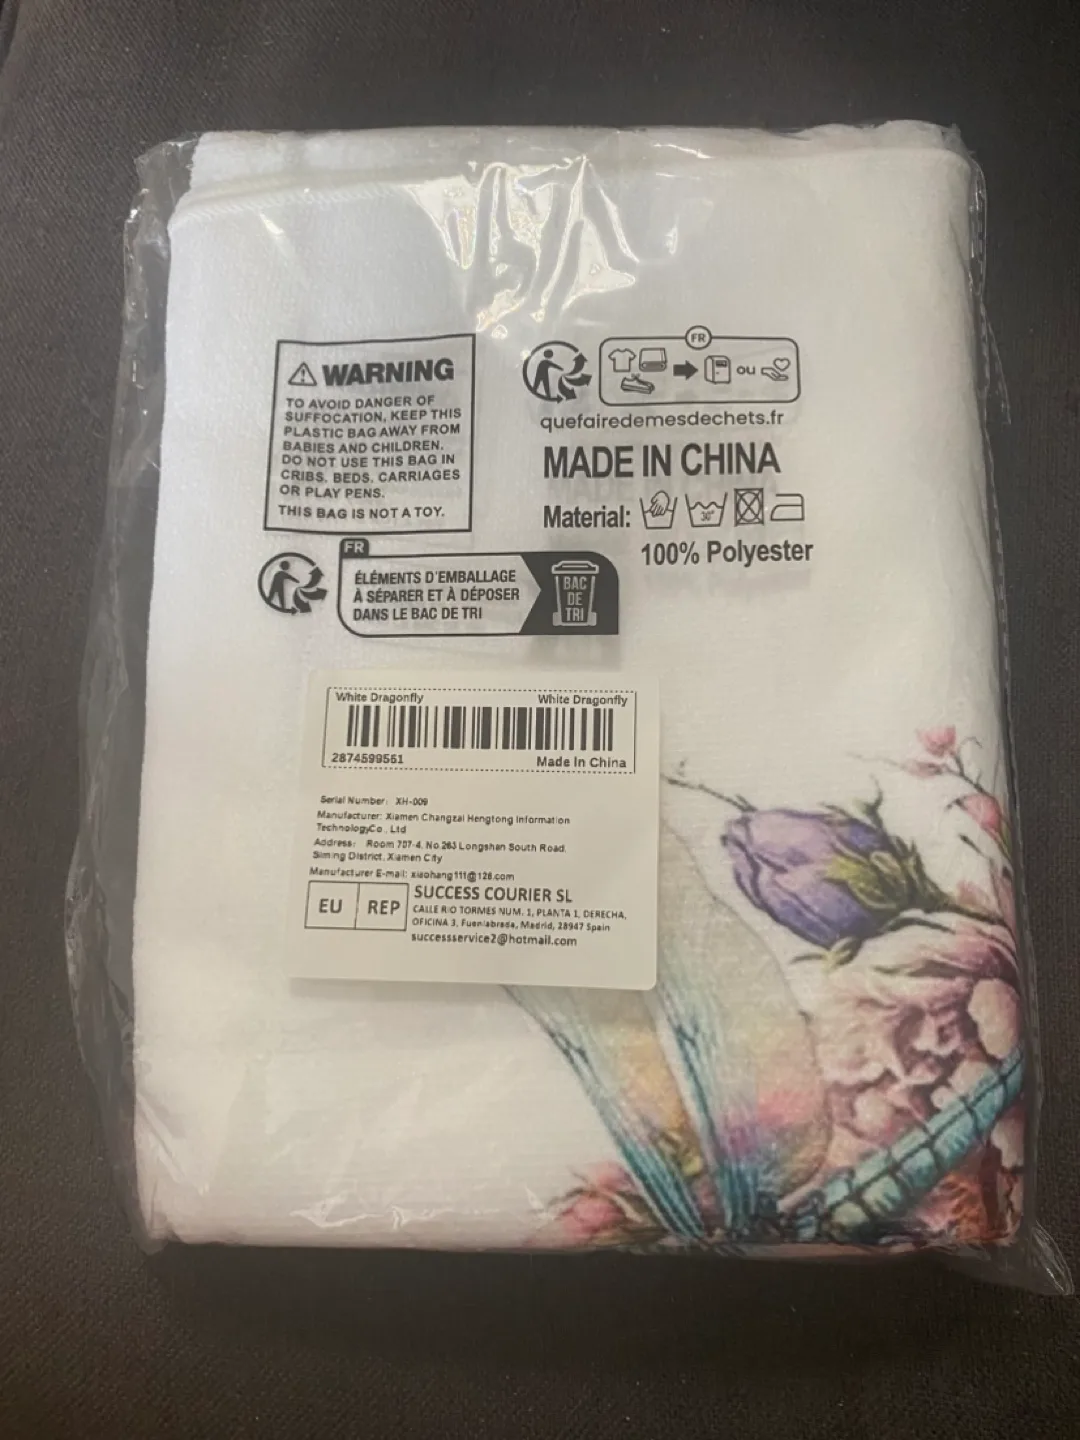 WARNING
TO AVOID DANGER OF
SUFFOCATION, KEEP THIS
PLASTIC BAG AWAY FROM
BABIES AND CHILDREN.
DO NOT USE THIS BAG IN
CRIBS, BEDS, CARRIAGES
OR PLAY PENS.
THIS BAG IS NOT A TOY.
FR
ou
quefairedemesdechets.fr
MADE IN CHINA
Material:
30°
100% Polyester
FR
ÉLÉMENTS D'EMBALLAGE
À SÉPARER ET À DÉPOSER
DANS LE BAC DE TRI
BAC
DE
TRI
White Dragonfly White Dragonfly
2874599551 Made In China
Serial Number: XH-009
Manufacturer: Xiamen Changzai Hengtong Information
TechnologyCo., Ltd
Address: Room 707-4, No.263 Longshan South Road,
Siming District, Xiamen City
Manufacturer E-mail: xiaohang111@126.com
EU REP
SUCCESS COURIER SL
CALLE RIO TORMES NUM. 1, PLANTA 1, DERECHA,
OFICINA 3, Fuenlabrada, Madrid, 28947 Spain
successservice2@hotmail.com